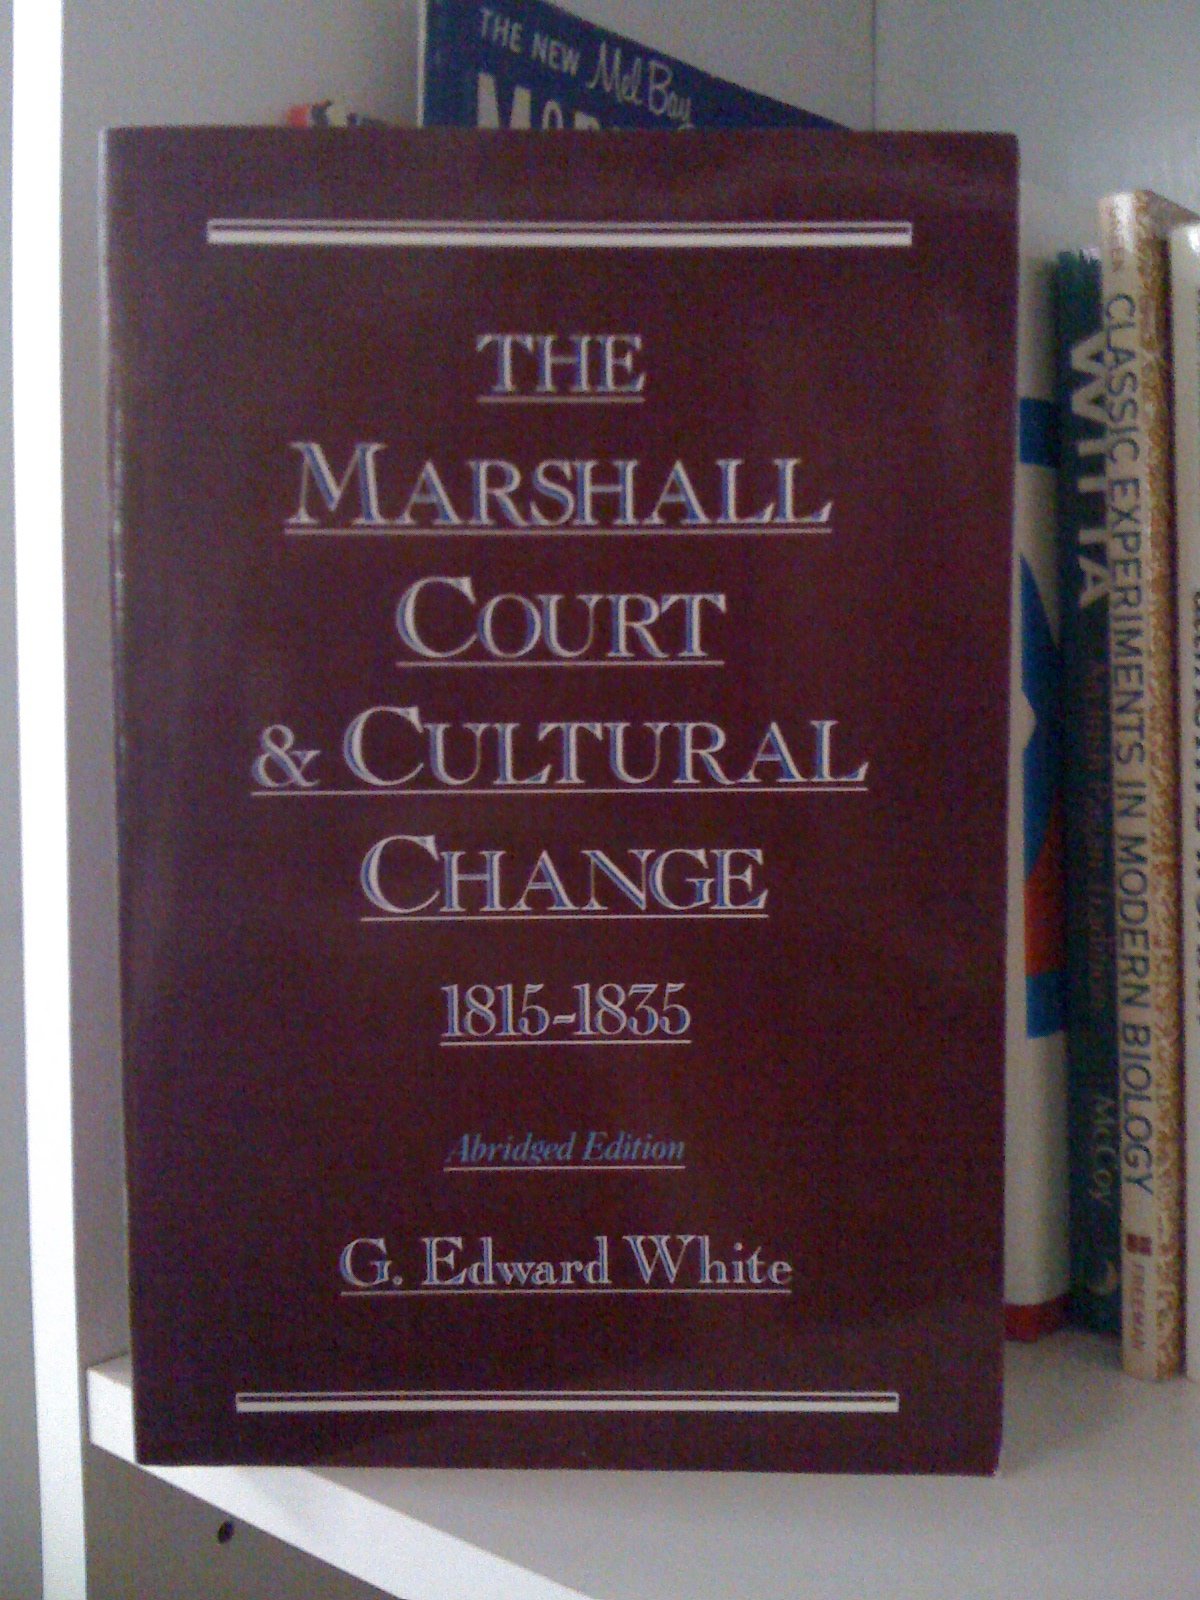 THE NEW Mel Bay
THE
MARSHALL
COURT
& CULTURAL
CHANGE
1815-1835
Abridged Edition
G. Edward White
McCoy
CLASSIC EXPERIMENTS IN MODERN BIOLOGY
FREEMAN